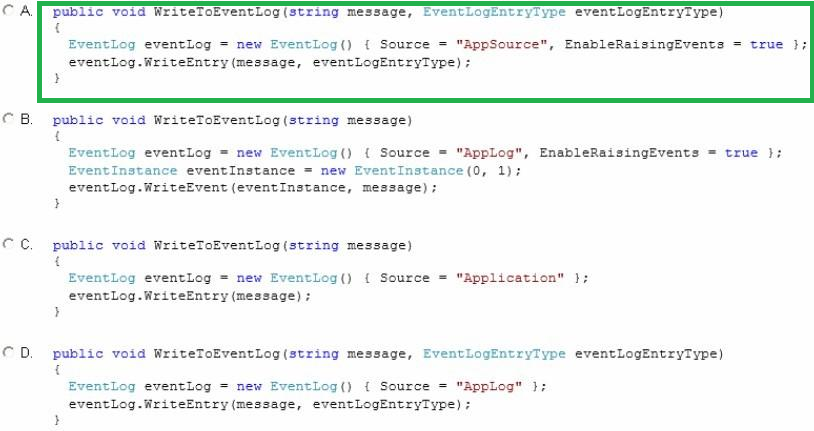 A. public void WriteToEventLog(string message, EventLogEntryType eventLogEntryType)
{
EventLog eventLog = new EventLog() { Source = "AppSource", EnableRaisingEvents = true };
eventLog.WriteEntry(message, eventLogEntryType);
}
B. public void WriteToEventLog(string message)
{
EventLog eventLog = new EventLog() { Source = "AppLog", EnableRaisingEvents = true };
EventInstance eventInstance = new EventInstance(0, 1);
eventLog.WriteEvent(eventInstance, message);
}
C. public void WriteToEventLog(string message)
{
EventLog eventLog = new EventLog() { Source = "Application" };
eventLog.WriteEntry(message);
}
D. public void WriteToEventLog(string message, EventLogEntryType eventLogEntryType)
{
EventLog eventLog = new EventLog() { Source = "AppLog" };
eventLog.WriteEntry(message, eventLogEntryType);
}